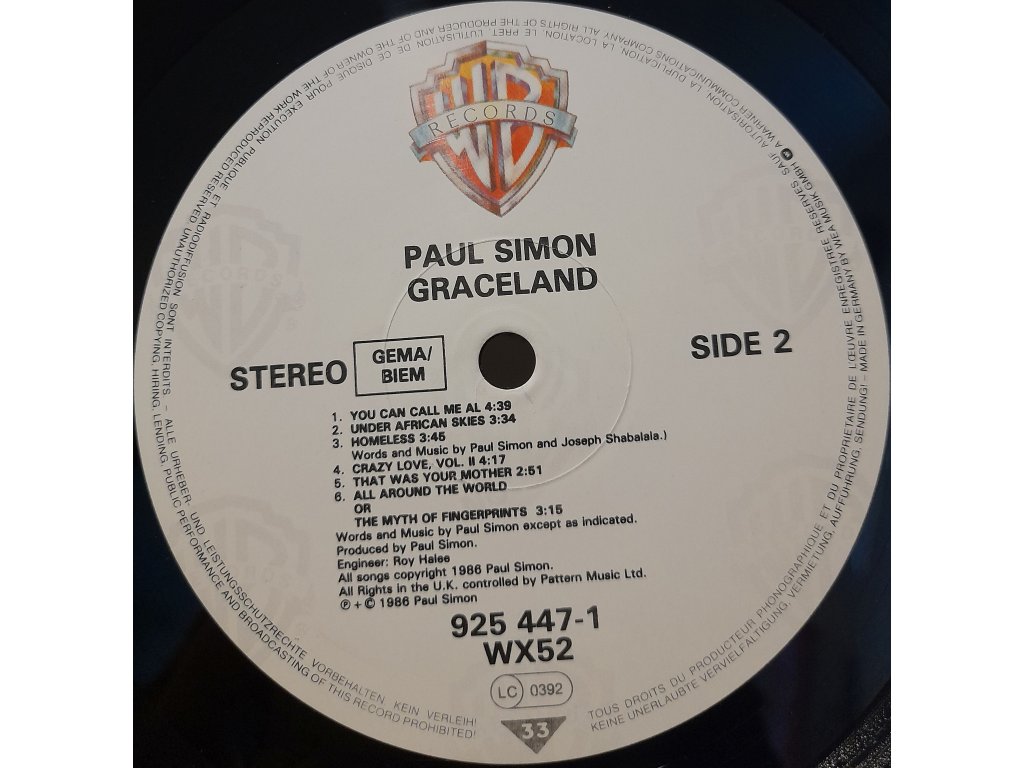 WB
RECORDS
PAUL SIMON
GRACELAND
STEREO
GEMA/
BIEM
SIDE 2
1. YOU CAN CALL ME AL 4:39
2. UNDER AFRICAN SKIES 3:34
3. HOMELESS 3:45
Words and Music by Paul Simon and Joseph Shabalala.)
4. CRAZY LOVE, VOL. II 4:17
5. THAT WAS YOUR MOTHER 2:51
6. ALL AROUND THE WORLD
OR
THE MYTH OF FINGERPRINTS 3:15
Words and Music by Paul Simon except as indicated.
Produced by Paul Simon.
Engineer: Roy Halee
All songs copyright 1986 Paul Simon.
All Rights in the U.K. controlled by Pattern Music Ltd.
℗ + © 1986 Paul Simon
925 447-1
WX52
LC 0392
33
TOUS DROITS DU PRODUCTEUR PHONOGRAPHIQUE ET DU PROPRIETAIRE DE L'ŒUVRE ENREGISTREE RESERVES SAUF AUTORISATION, LA DUPLICATION, LA LOCATION, LE PRET, L'UTILISATION DE CE DISQUE POUR EXECUTION PUBLIQUE ET RADIODIFFUSION SONT INTERDITS – ALLE URHEBER- UND LEISTUNGSSCHUTZRECHTE VORBEHALTEN KEIN VERLEIH!
KEINE UNERLAUBTE VERVIELFÄLTIGUNG, VERMIETUNG, AUFFÜHRUNG, SENDUNG! – MADE IN GERMANY BY WEA MUSIK GMBH A WARNER COMMUNICATIONS COMPANY ALL RIGHTS OF THE PRODUCER AND OF THE OWNER OF THE WORK REPRODUCED RESERVED UNAUTHORIZED COPYING, HIRING, LENDING, PUBLIC PERFORMANCE AND BROADCASTING OF THIS RECORD PROHIBITED!